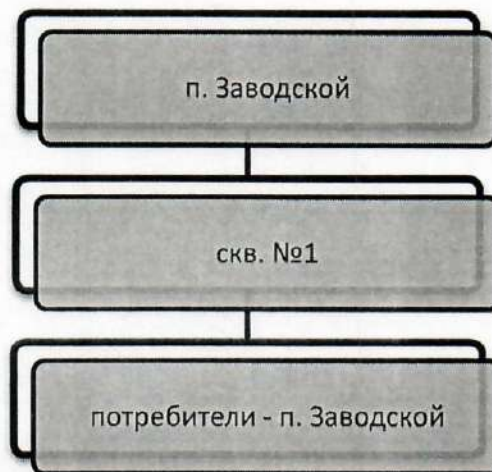 п. Заводской
скв. №1
потребители - п. Заводской